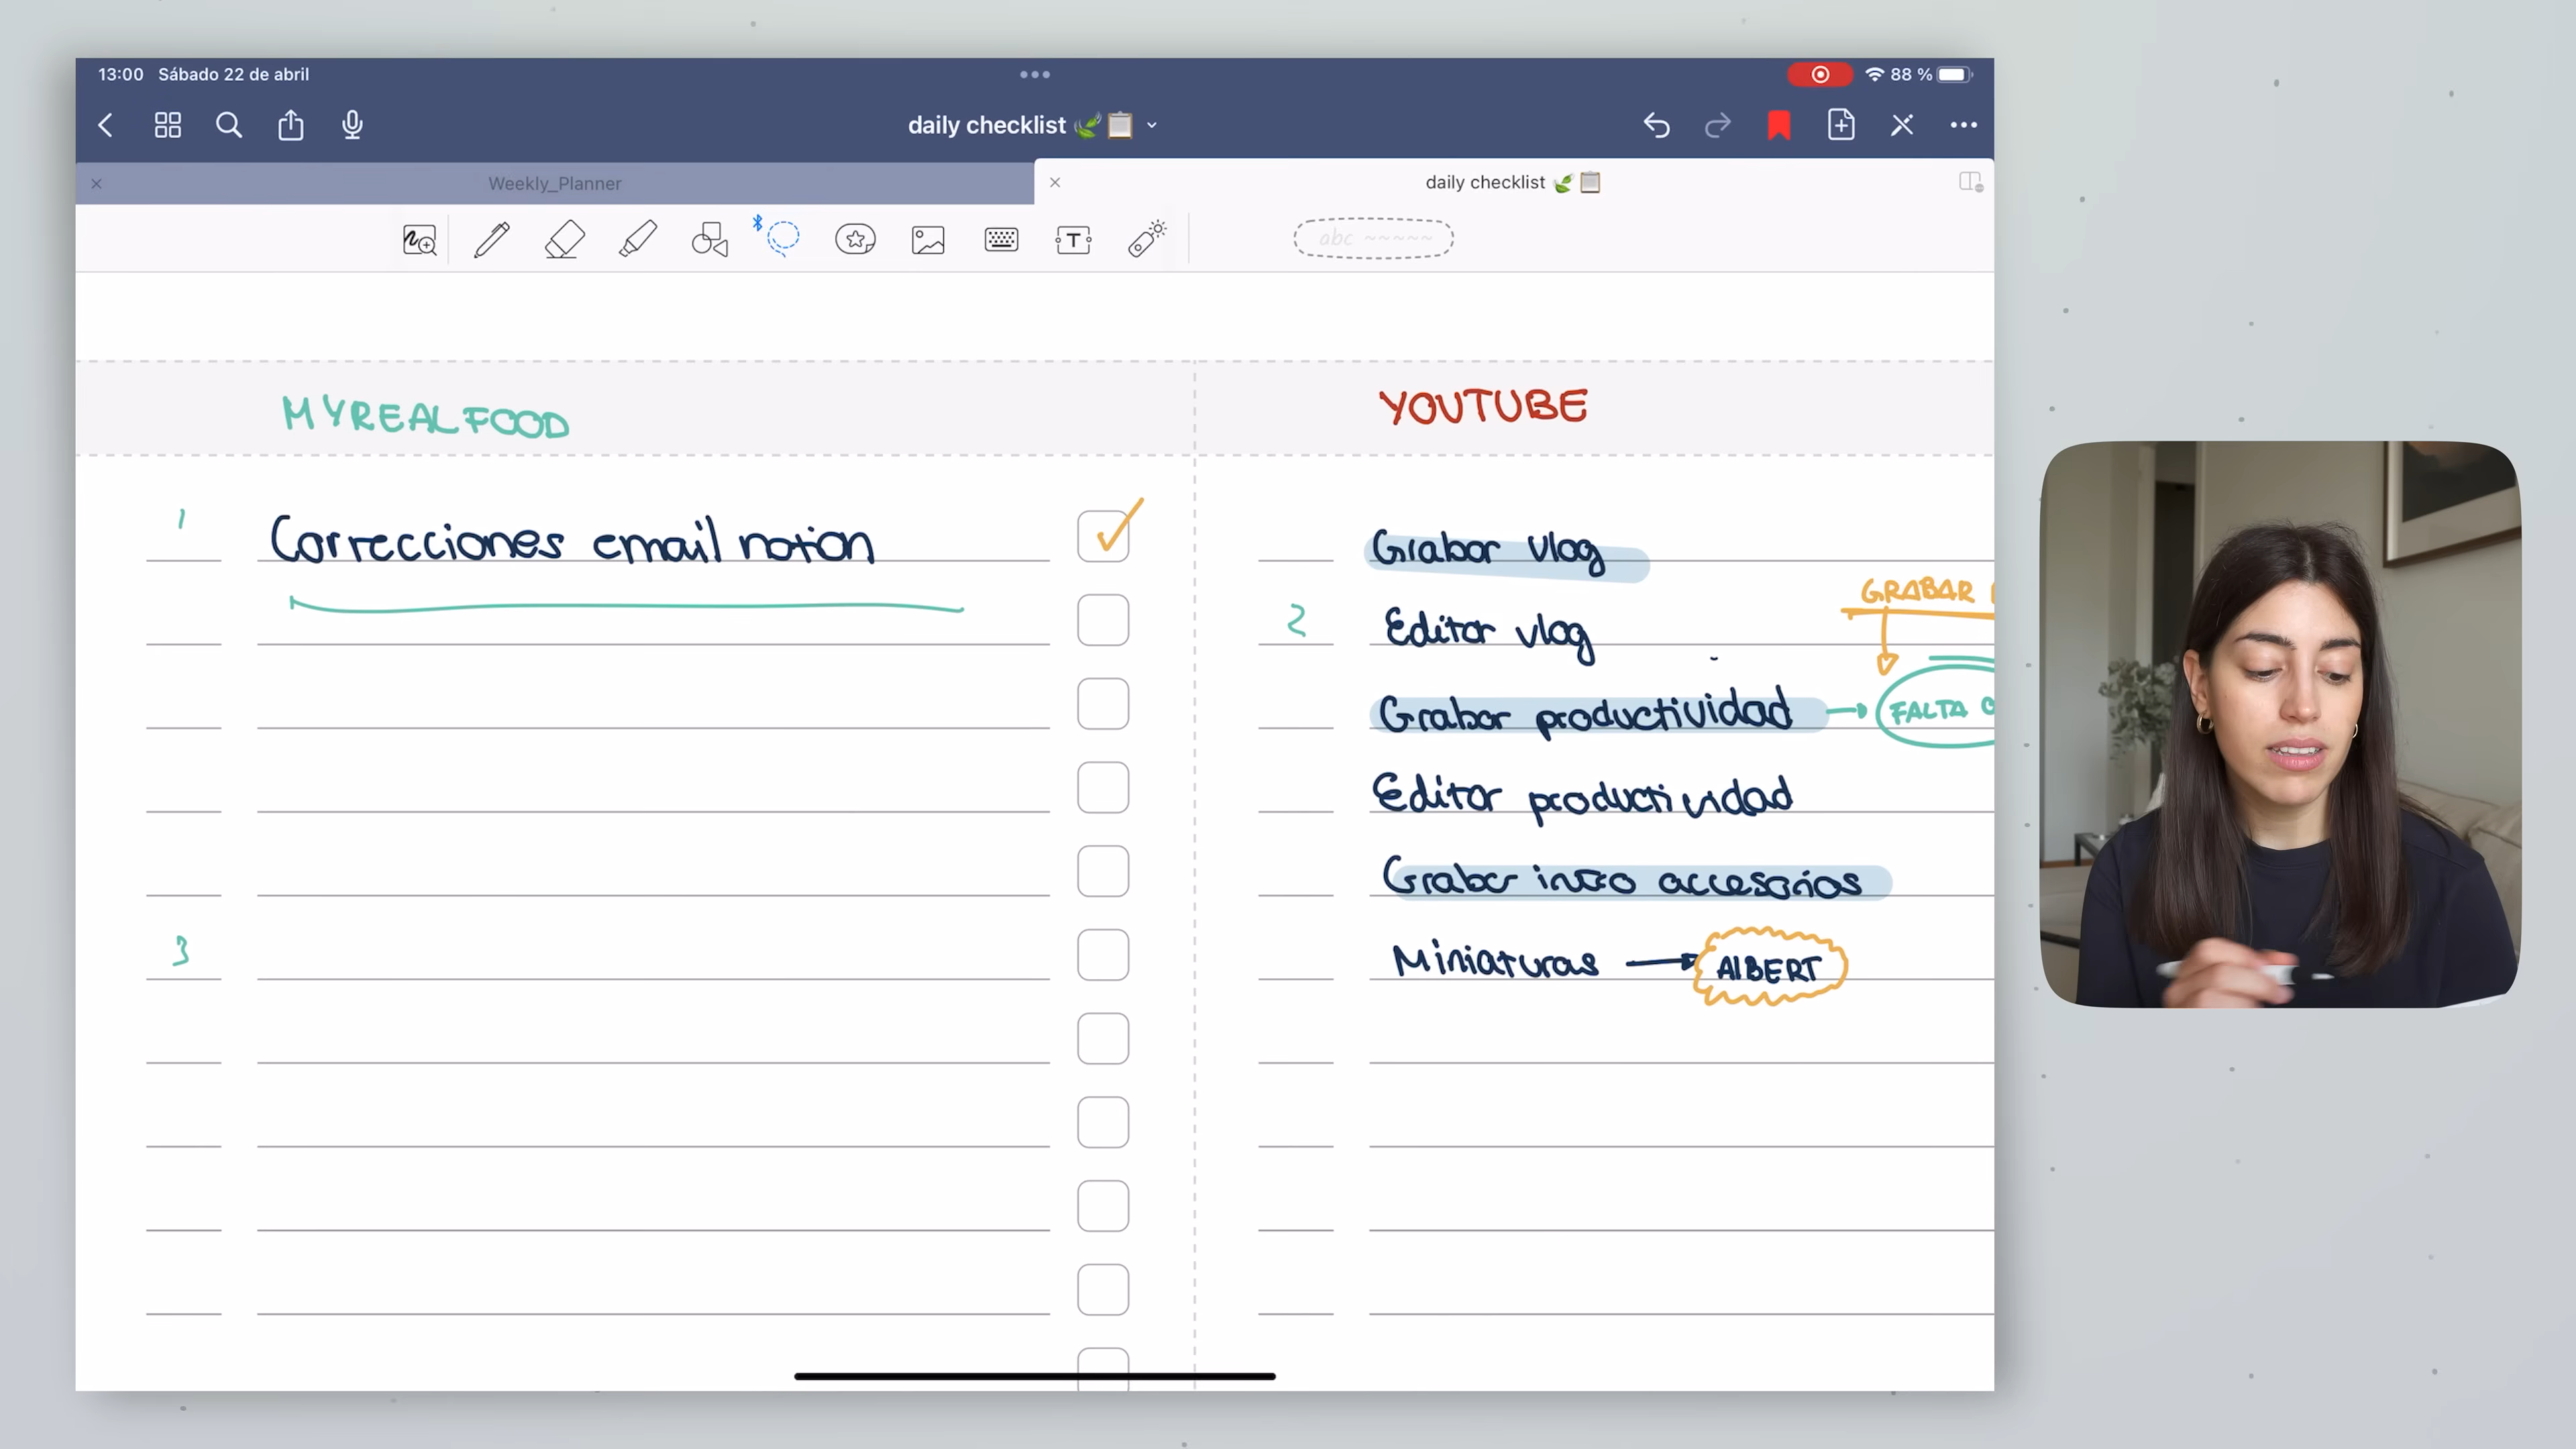 13:00 Sábado 22 de abril
88 %
daily checklist
Weekly_Planner
daily checklist
abc
MYREALFOOD
YOUTUBE
1 Correcciones email notion
Grabar vlog
GRABAR
2 Editar vlog
Grabar productividad → FALTA
Editar productividad
Grabar intro accesorios
3
Miniaturas → AlBERT